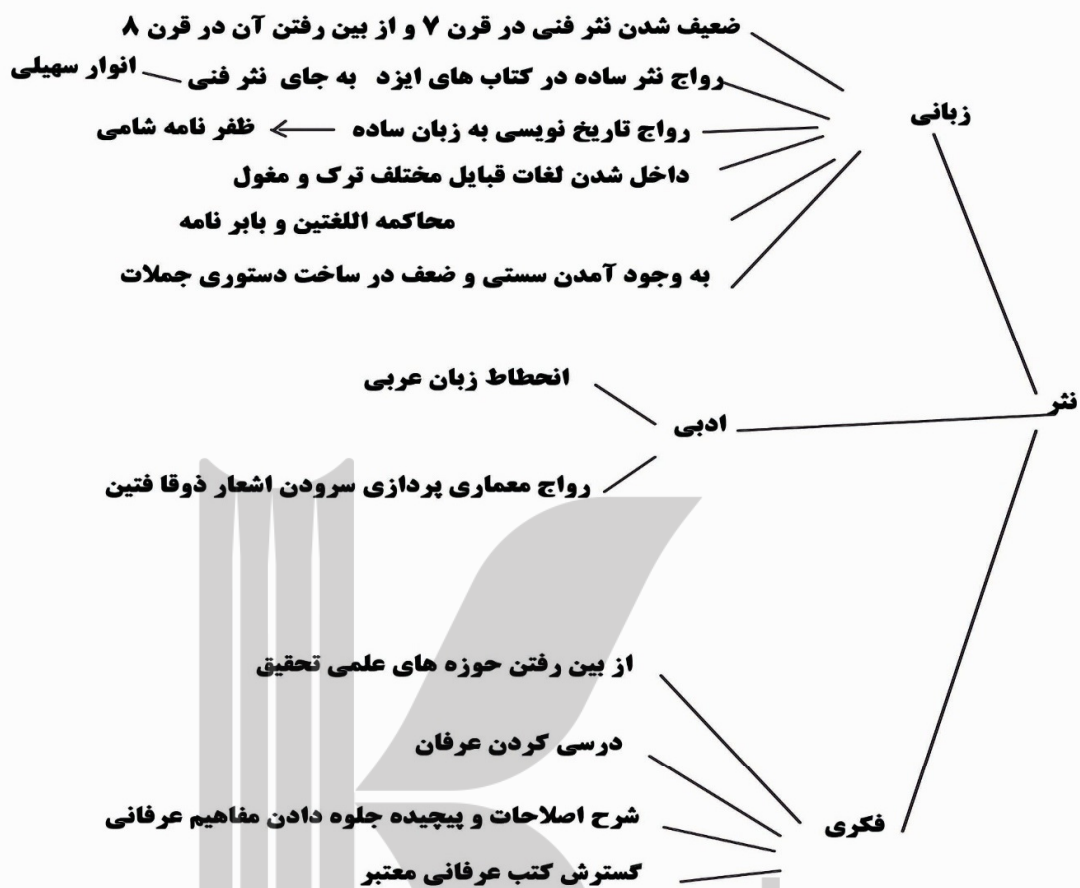 نثر
زبانی
ضعیف شدن نثر فنی در قرن ۷ و از بین رفتن آن در قرن ۸
رواج نثر ساده در کتاب های ایزد به جای نثر فنی
انوار سهیلی
رواج تاریخ نویسی به زبان ساده
ظفر نامه شامی
داخل شدن لغات قبایل مختلف ترک و مغول
محاکمه اللغتین و بابر نامه
به وجود آمدن سستی و ضعف در ساخت دستوری جملات
ادبی
انحطاط زبان عربی
رواج معماری پردازی سرودن اشعار ذوقا فتین
فکری
از بین رفتن حوزه های علمی تحقیق
درسی کردن عرفان
شرح اصلاحات و پیچیده جلوه دادن مفاهیم عرفانی
گسترش کتب عرفانی معتبر